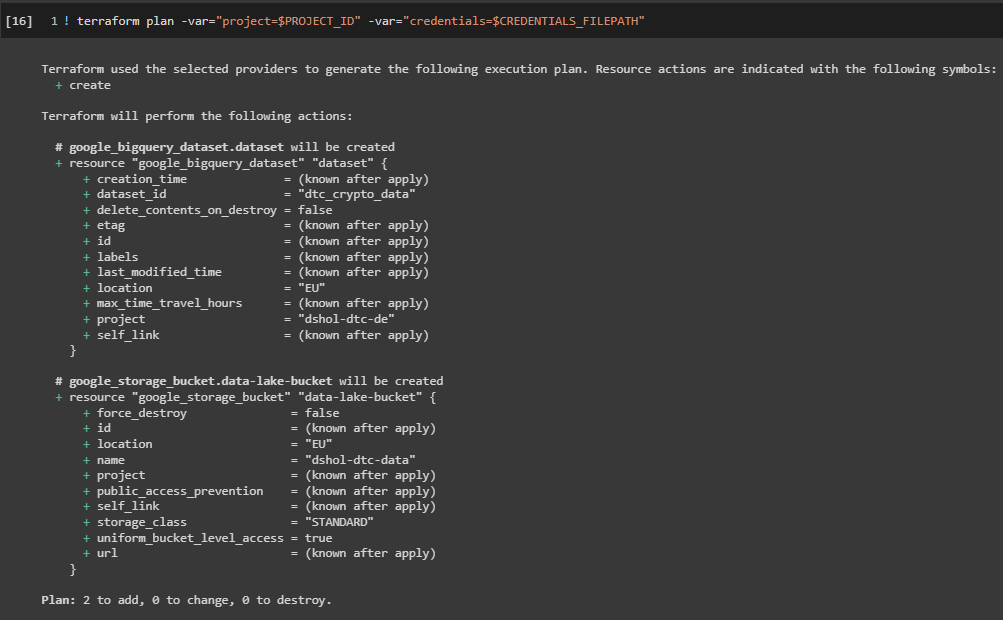 [16] 1 ! terraform plan -var="project=$PROJECT_ID" -var="credentials=$CREDENTIALS_FILEPATH"
Terraform used the selected providers to generate the following execution plan. Resource actions are indicated with the following symbols:
+ create
Terraform will perform the following actions:
# google_bigquery_dataset.dataset will be created
+ resource "google_bigquery_dataset" "dataset" {
+ creation_time = (known after apply)
+ dataset_id = "dtc_crypto_data"
+ delete_contents_on_destroy = false
+ etag = (known after apply)
+ id = (known after apply)
+ labels = (known after apply)
+ last_modified_time = (known after apply)
+ location = "EU"
+ max_time_travel_hours = (known after apply)
+ project = "dshol-dtc-de"
+ self_link = (known after apply)
}
# google_storage_bucket.data-lake-bucket will be created
+ resource "google_storage_bucket" "data-lake-bucket" {
+ force_destroy = false
+ id = (known after apply)
+ location = "EU"
+ name = "dshol-dtc-data"
+ project = (known after apply)
+ public_access_prevention = (known after apply)
+ self_link = (known after apply)
+ storage_class = "STANDARD"
+ uniform_bucket_level_access = true
+ url = (known after apply)
}
Plan: 2 to add, 0 to change, 0 to destroy.